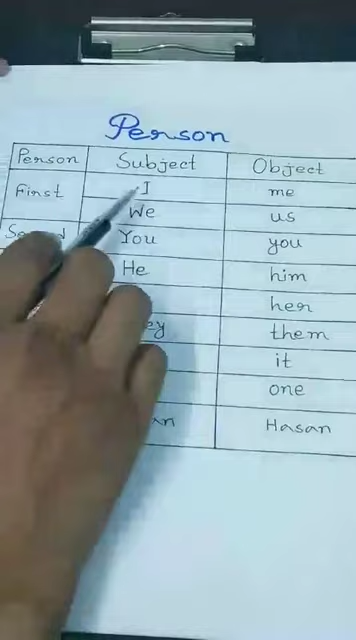 Person
Person Subject Object
First I me
We us
You you
He him
her
them
it
one
Hasan